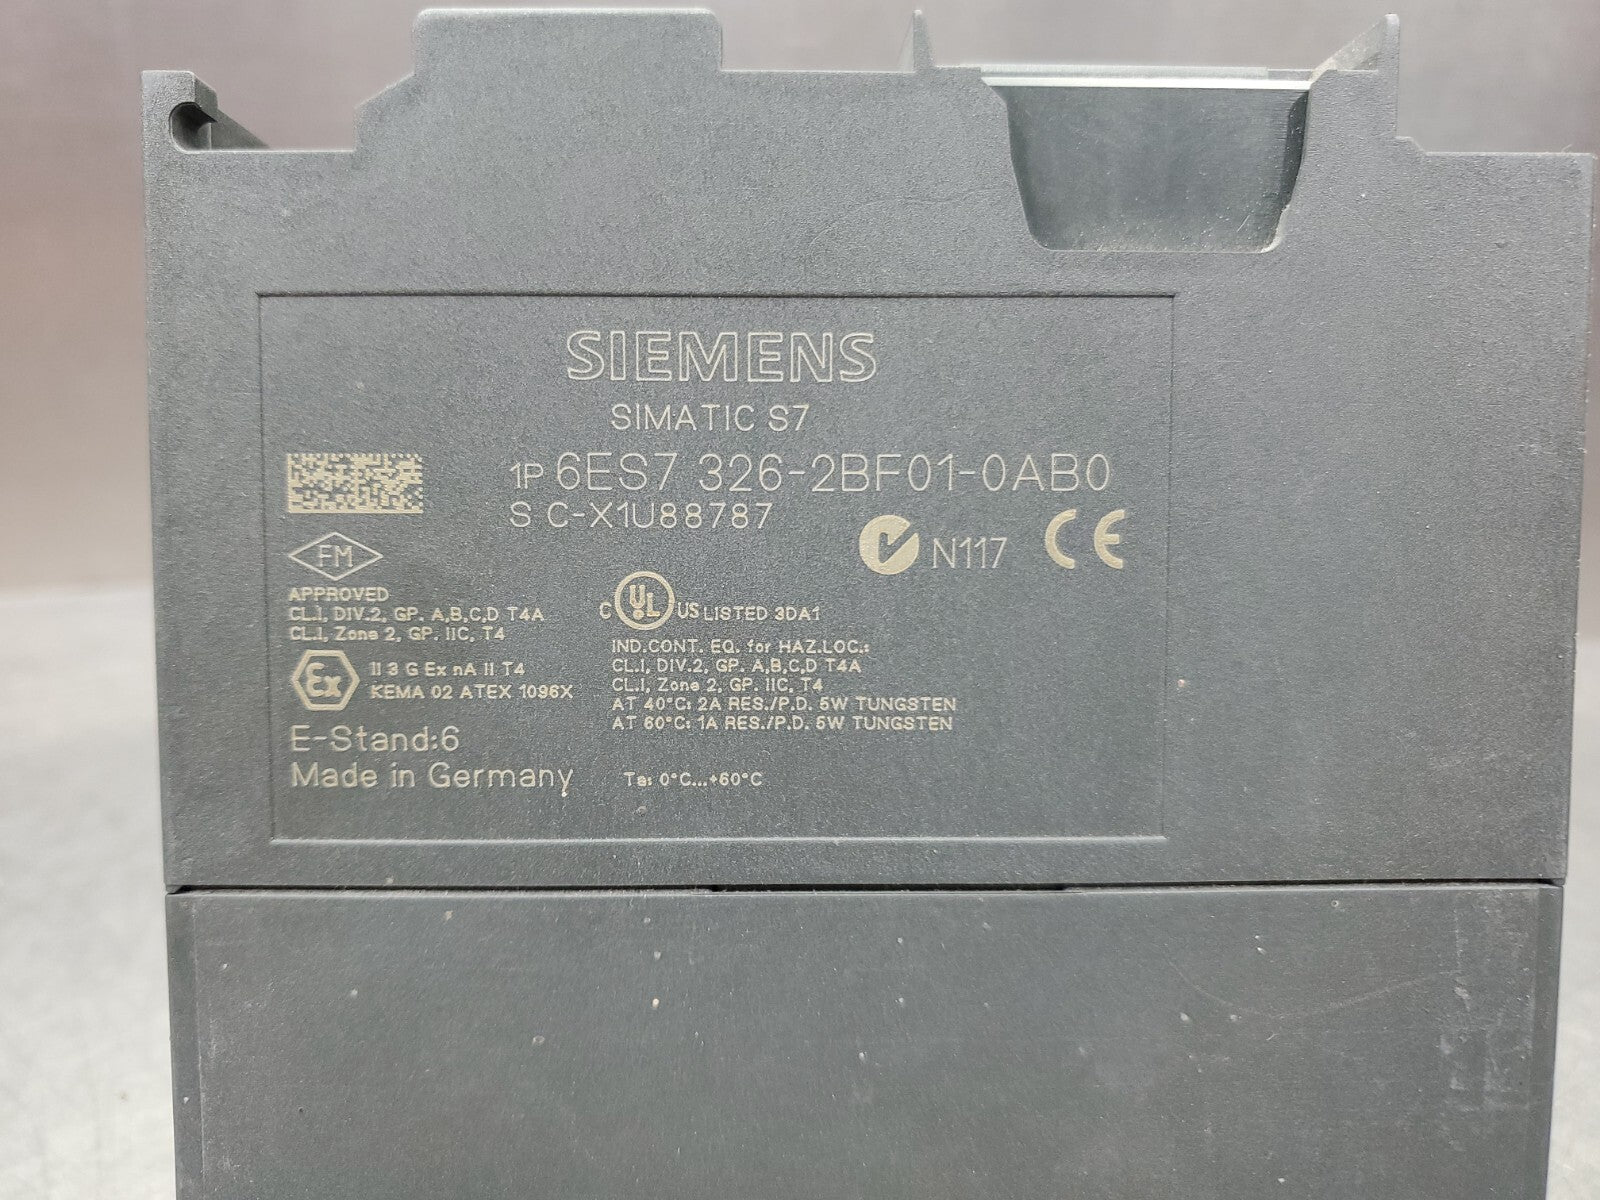 SIEMENS
SIMATIC S7
1P 6ES7 326-2BF01-0AB0
S C-X1U88787
N117 CE
FM
APPROVED
CL.I, DIV.2, GP. A,B,C,D T4A
CL.I, Zone 2, GP. IIC, T4
Ex II 3 G Ex nA II T4
KEMA 02 ATEX 1096X
E-Stand:6
Made in Germany
C UL US LISTED 3DA1
IND.CONT. EQ. for HAZ.LOC.:
CL.I, DIV.2, GP. A,B,C,D T4A
CL.I, Zone 2, GP. IIC, T4
AT 40°C: 2A RES./P.D. 5W TUNGSTEN
AT 60°C: 1A RES./P.D. 5W TUNGSTEN
Ta: 0°C...+60°C